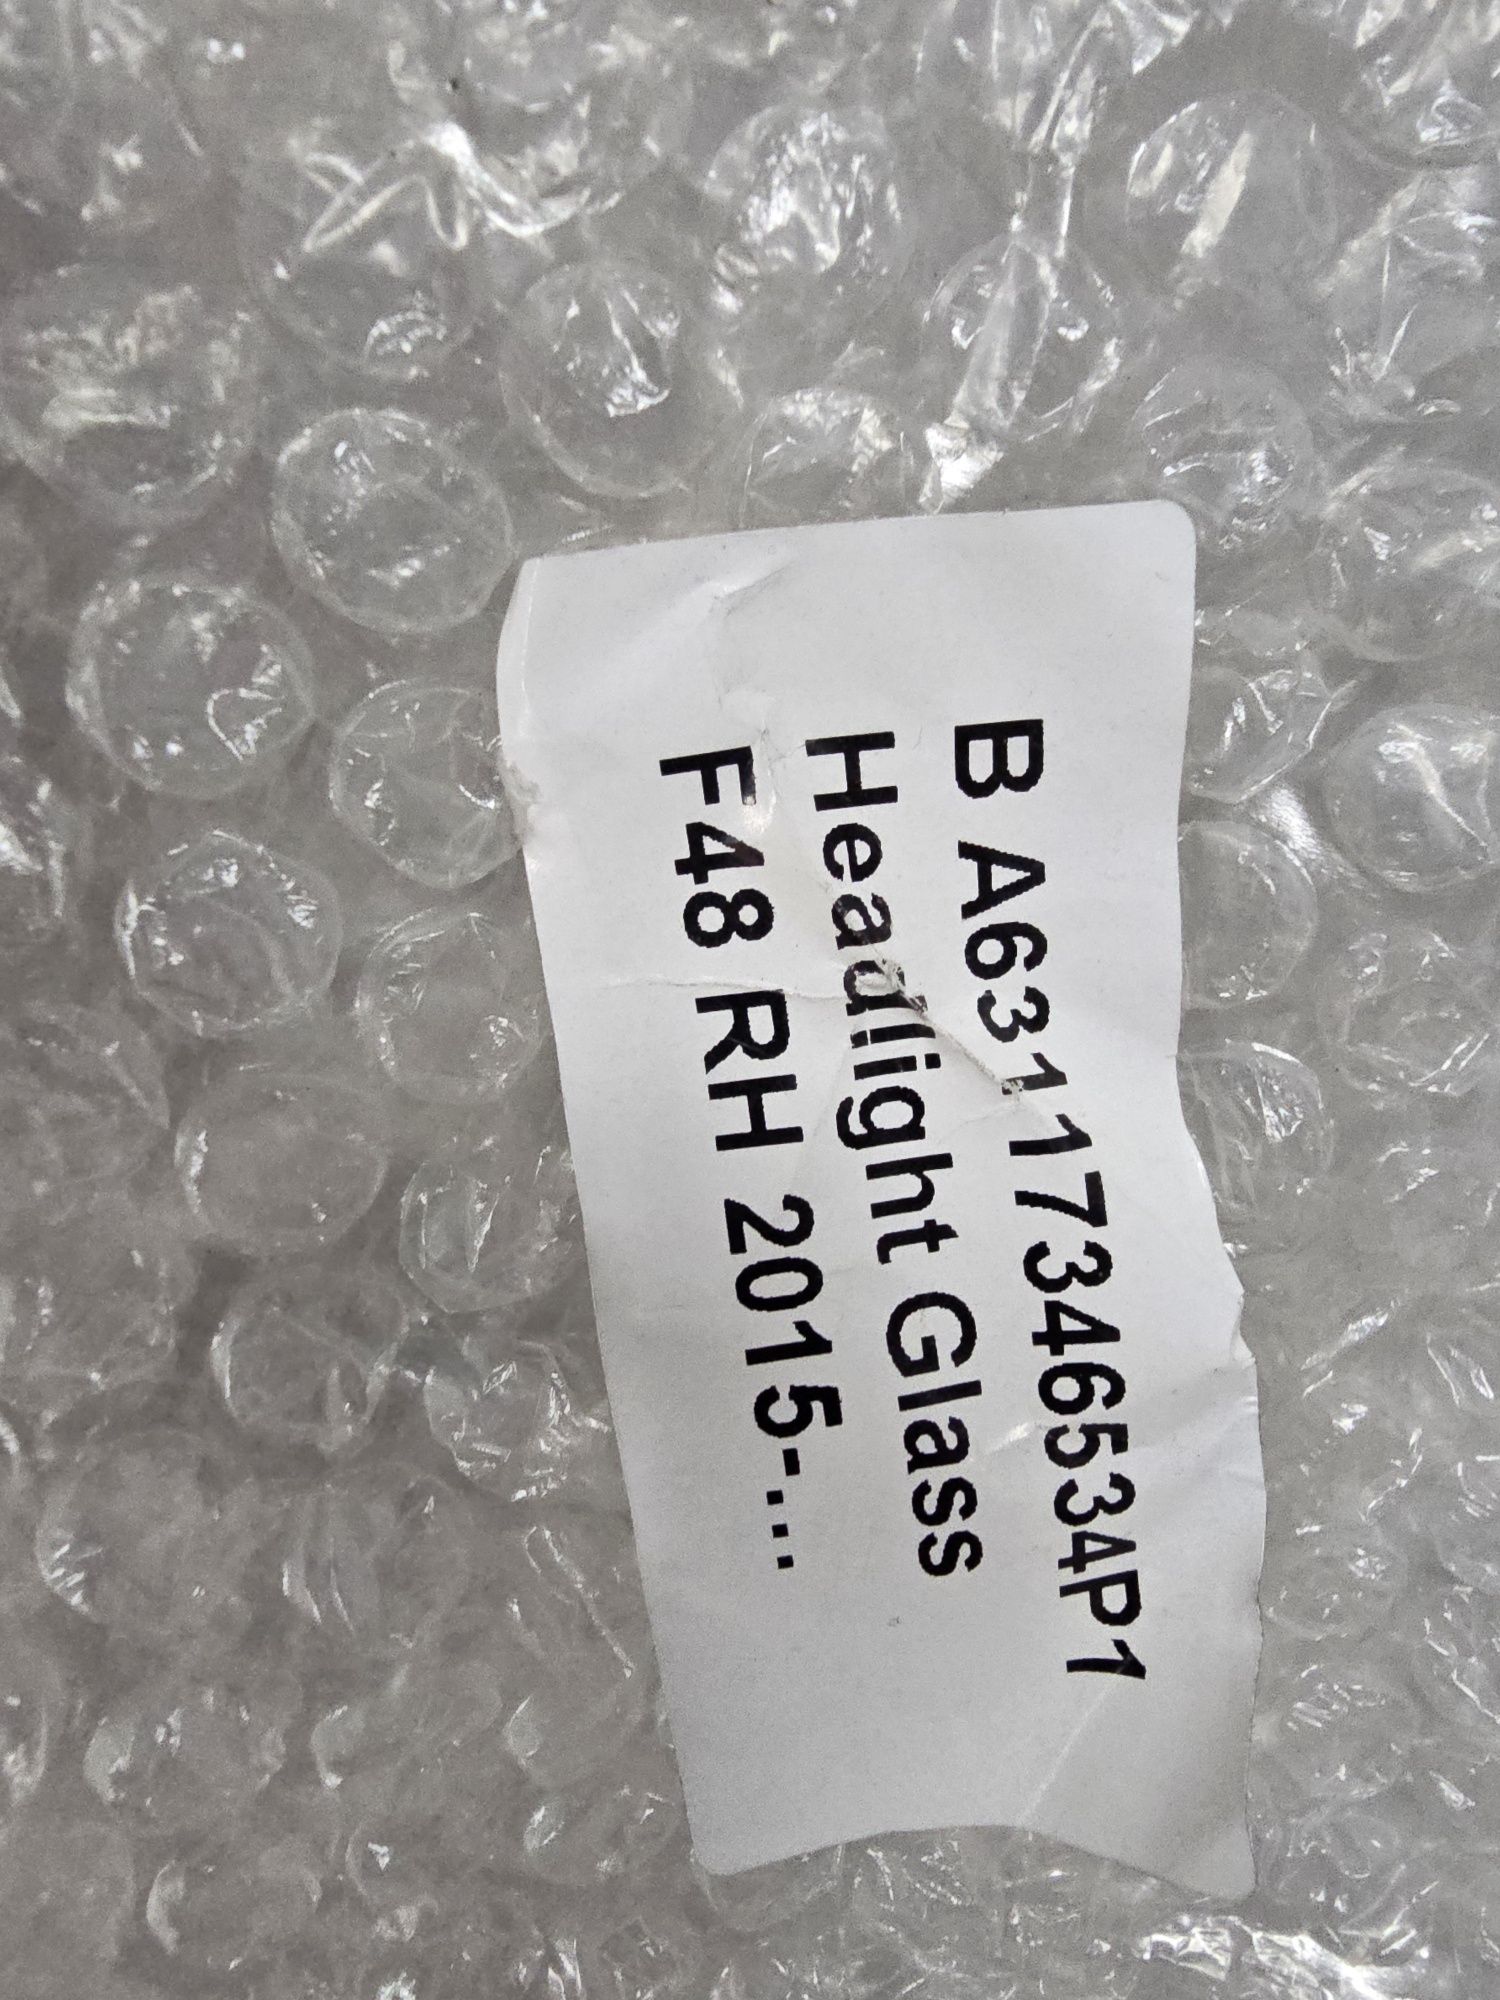 B A63117346534P1
Headlight Glass
F48 RH 2015-...